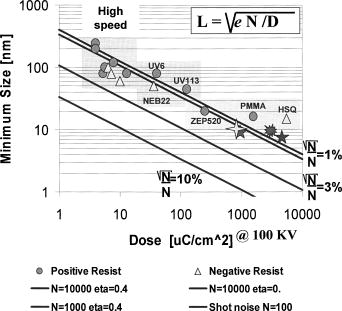 High
speed
L = √e N /D
1000
100
10
1
Minimum Size [nm]
UV6
UV113
NEB22
PMMA
HSQ
ZEP520
√N/N=1%
√N/N=3%
√N/N=10%
1 10 100 1000 10000
Dose [uC/cm^2] @ 100 KV
Positive Resist
Negative Resist
N=10000 eta=0.4
N=10000 eta=0.
N=1000 eta=0.4
Shot noise N=100